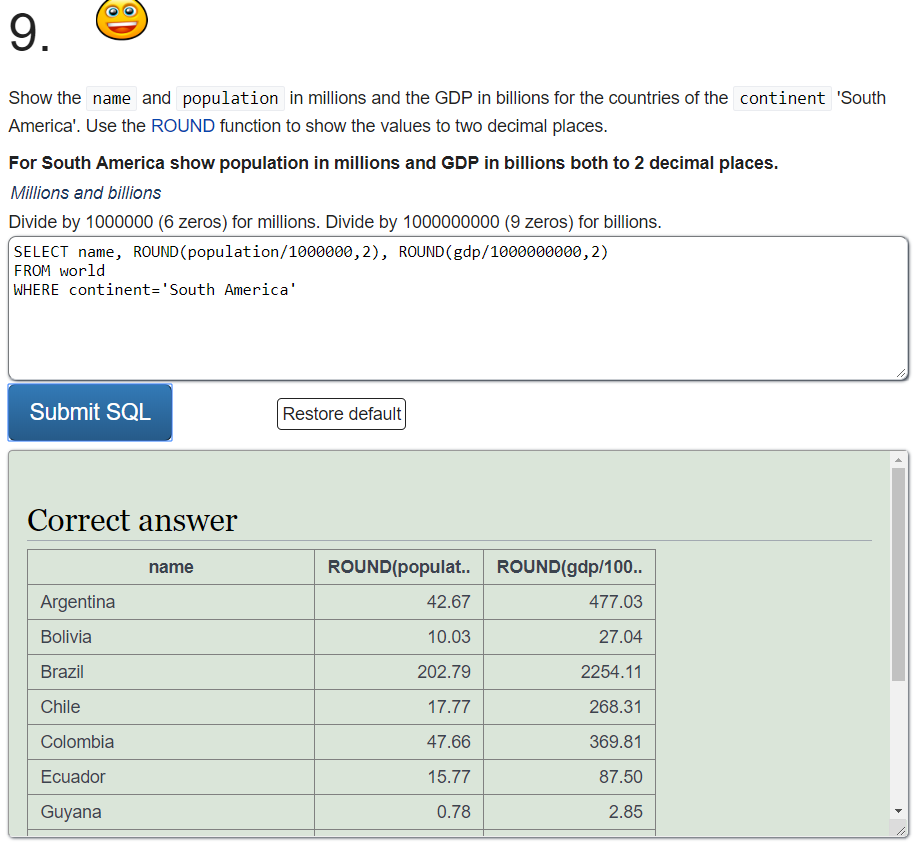 9.
Show the name and population in millions and the GDP in billions for the countries of the continent 'South
America'. Use the ROUND function to show the values to two decimal places.
For South America show population in millions and GDP in billions both to 2 decimal places.
Millions and billions
Divide by 1000000 (6 zeros) for millions. Divide by 1000000000 (9 zeros) for billions.
SELECT name, ROUND(population/1000000,2), ROUND(gdp/1000000000,2)
FROM world
WHERE continent='South America'
Submit SQL Restore default
Correct answer
name ROUND(populat.. ROUND(gdp/100..
Argentina 42.67 477.03
Bolivia 10.03 27.04
Brazil 202.79 2254.11
Chile 17.77 268.31
Colombia 47.66 369.81
Ecuador 15.77 87.50
Guyana 0.78 2.85